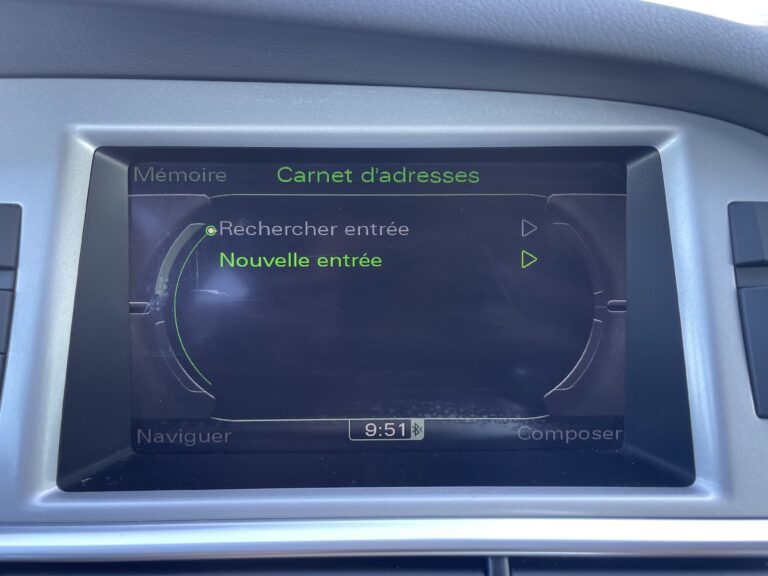 Mémoire
Carnet d'adresses
Rechercher entrée
Nouvelle entrée
Naviguer
9:51
Composer